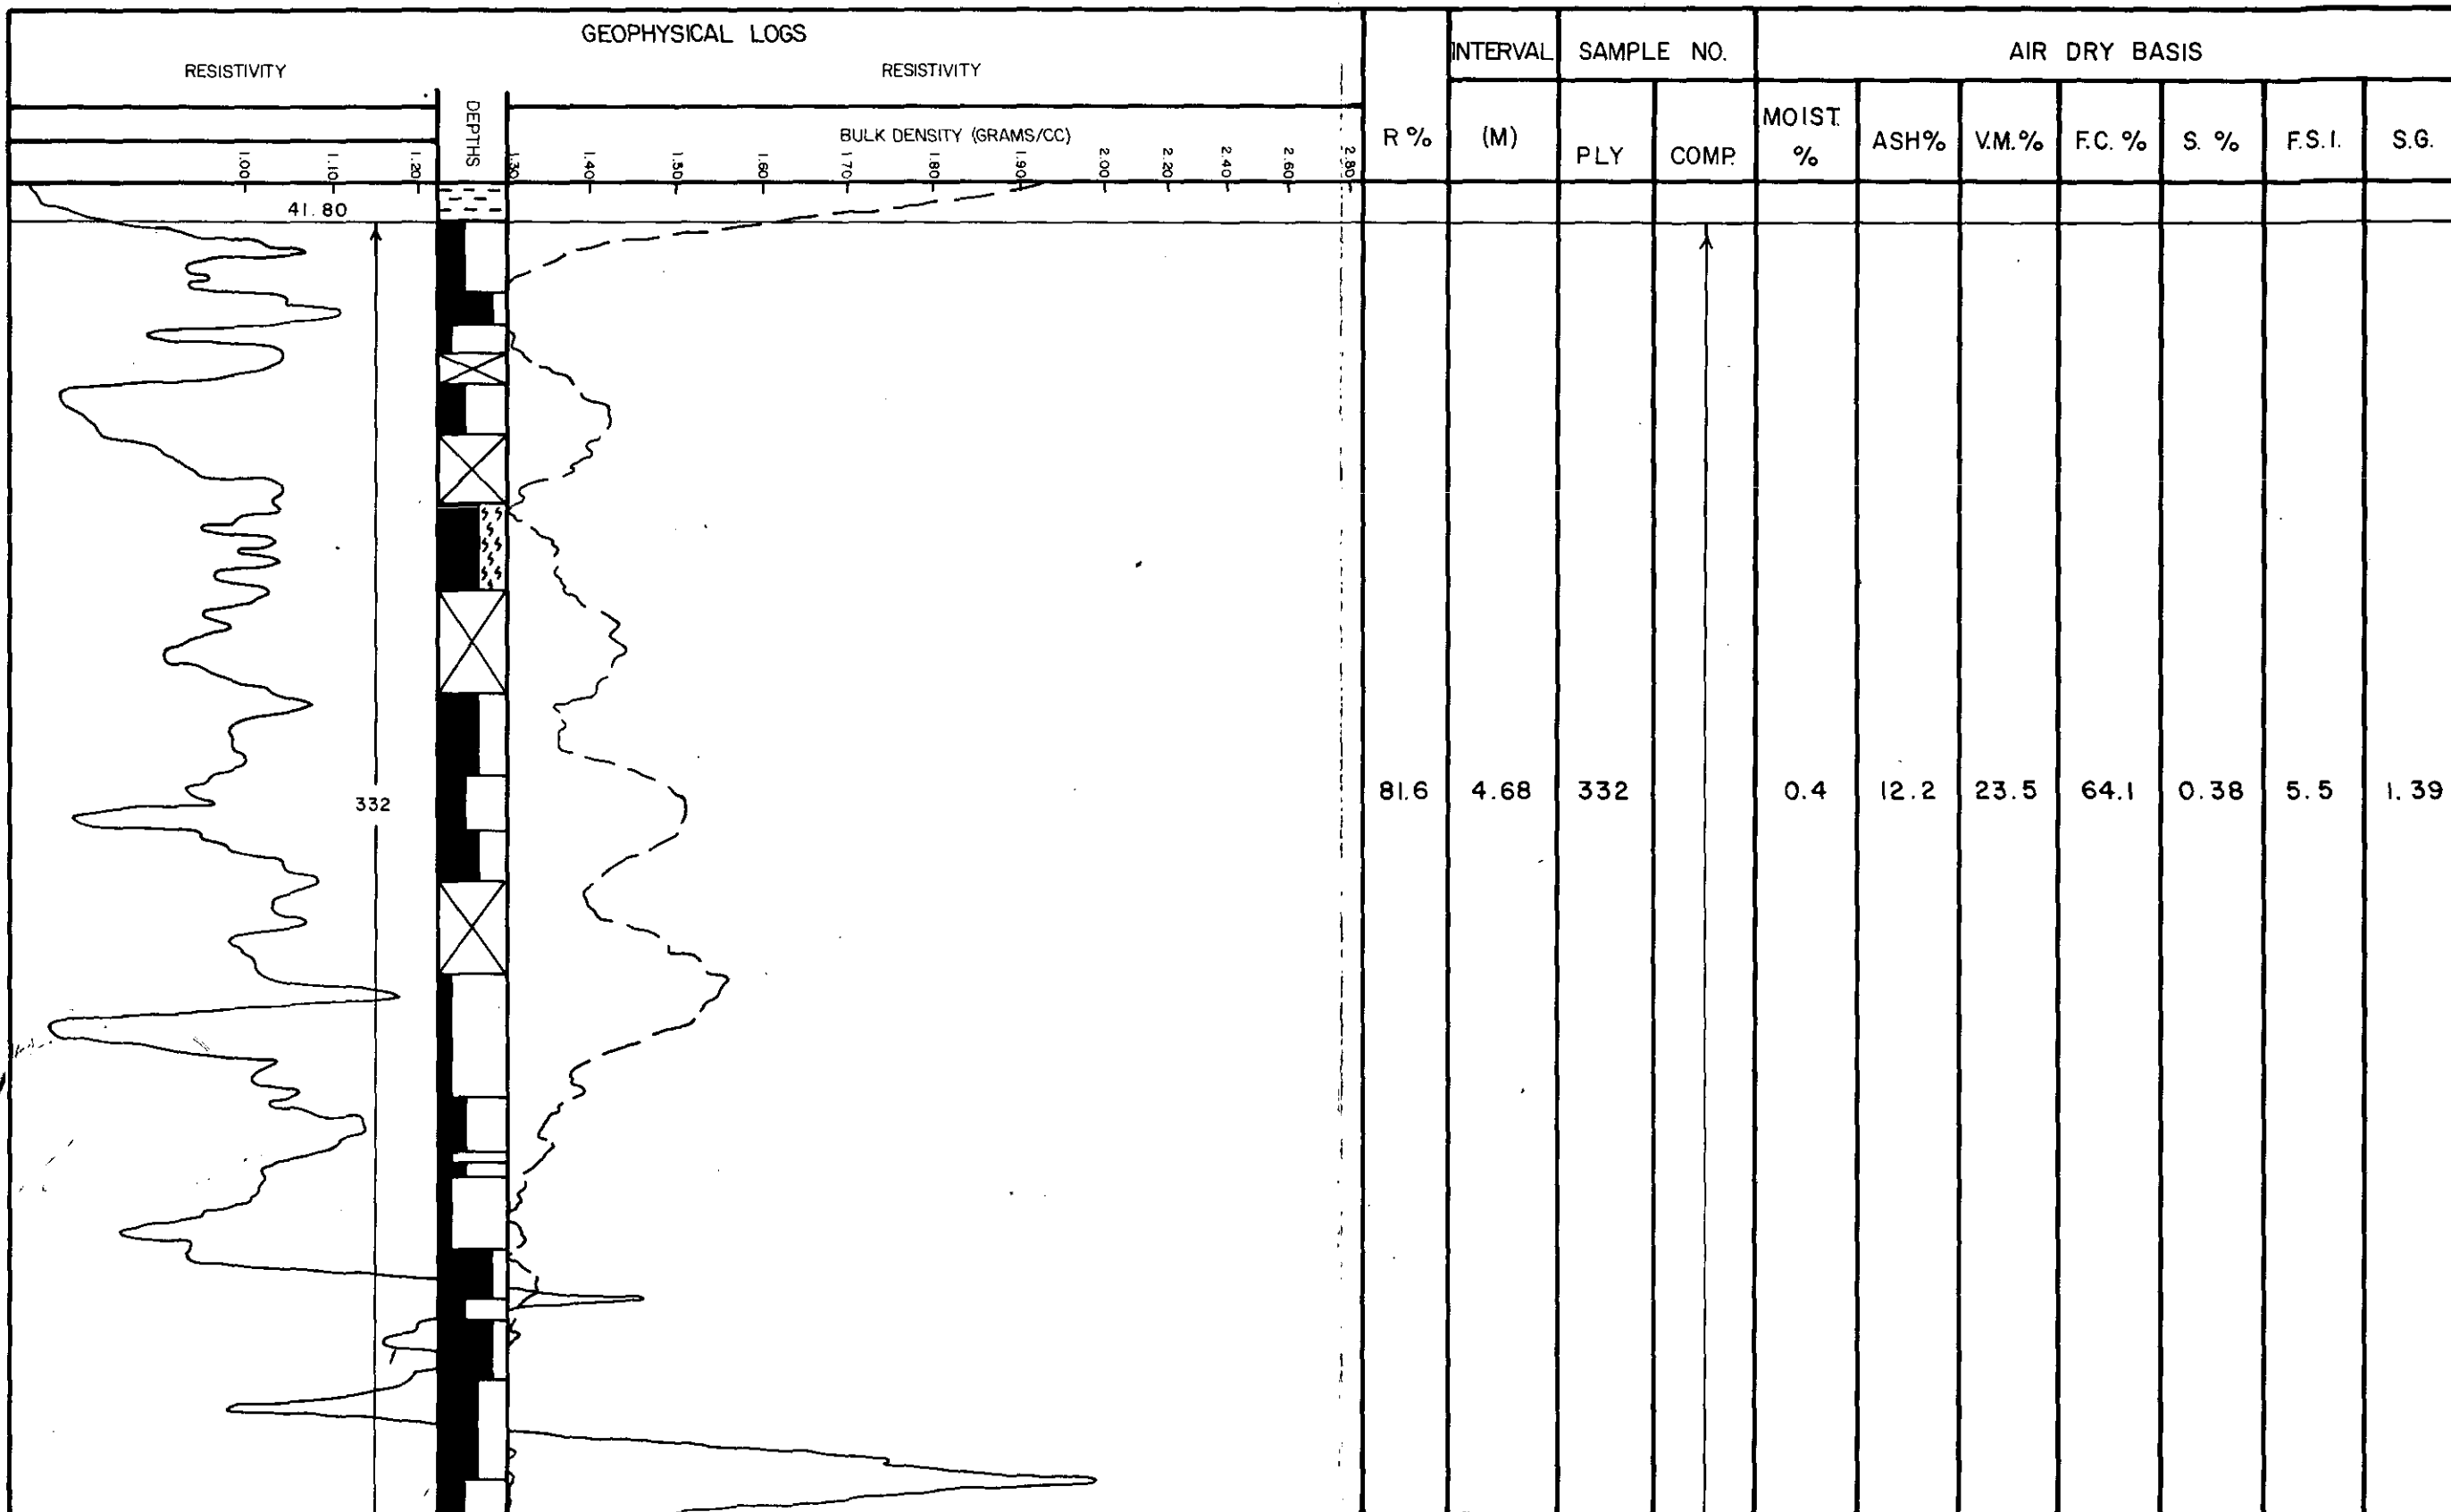 GEOPHYSICAL LOGS
RESISTIVITY RESISTIVITY
DEPTHS
BULK DENSITY (GRAMS/CC)
1.00 1.10 1.20 1.30 1.40 1.50 1.60 1.70 1.80 1.90 2.00 2.20 2.40 2.60 2.80
R % INTERVAL (M) SAMPLE NO. AIR DRY BASIS
PLY COMP. MOIST. % ASH% V.M.% F.C. % S. % F.S.I. S.G.
41.80
332
81.6 4.68 332 0.4 12.2 23.5 64.1 0.38 5.5 1.39